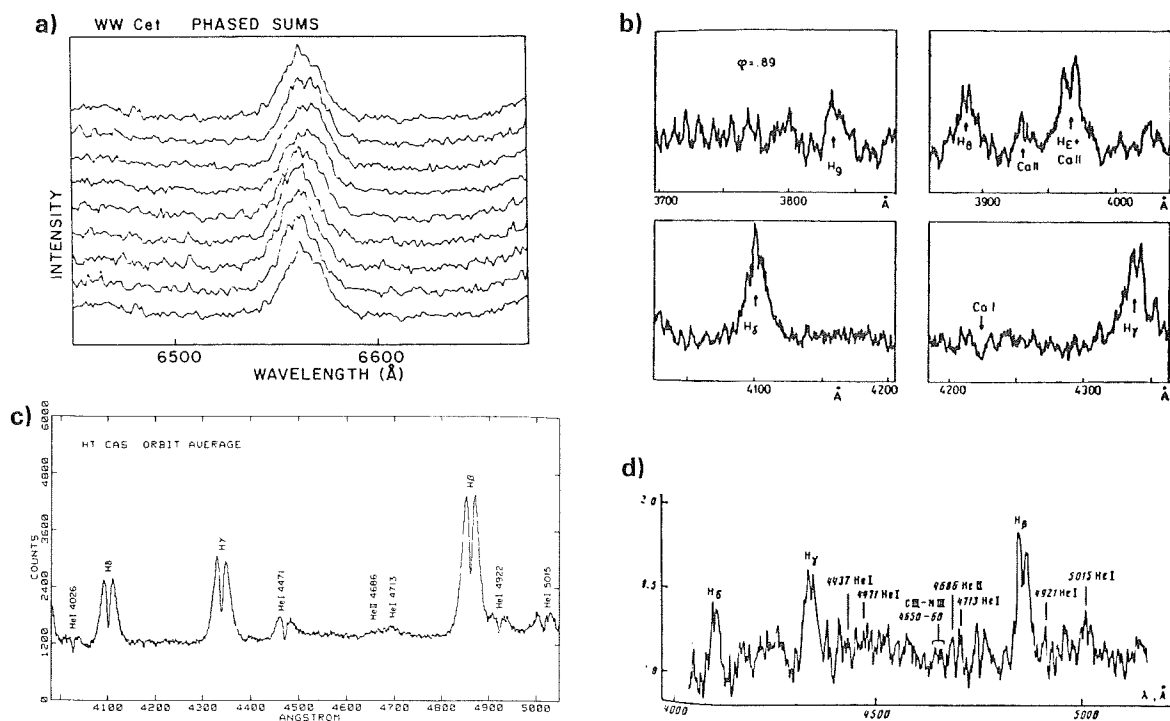 a)
WW Cet PHASED SUMS
INTENSITY
6500 6600
WAVELENGTH (Å)
b)
φ=.89
H9
3700 3800 Å
H8
CaII
HE+
CaII
3900 4000 Å
Hδ
4100 4200
Å
CaI
Hγ
4200 4300 Å
c)
HT CAS ORBIT AVERAGE
COUNTS
6000
4800
3600
2400
1200
0
HeI 4026
Hδ
Hγ
HeI 4471
HeII 4686
HeI 4713
Hβ
HeI 4922
HeI 5015
4100 4200 4300 4400 4500 4600 4700 4800 4900 5000
ANGSTROM
d)
2.0
Hδ
Hγ
4437 HeI
4471 HeI
CIII-NIII
4650-60
4686 HeII
4713 HeI
Hβ
4921 HeI
5015 HeI
λ, Å
4000 4500 5000